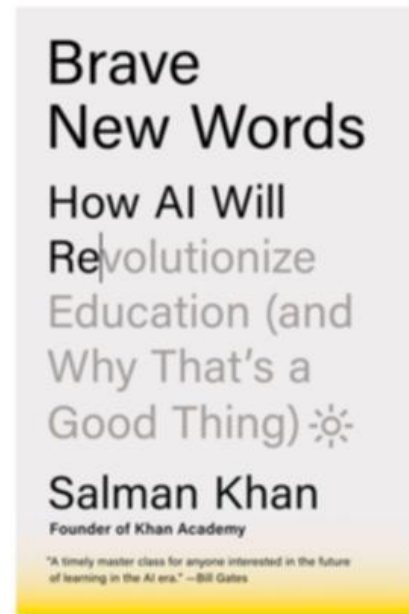 Brave
New Words
How AI Will
Revolutionize
Education (and
Why That's a
Good Thing)
Salman Khan
Founder of Khan Academy
"A timely master class for anyone interested in the future
of learning in the AI era." —Bill Gates